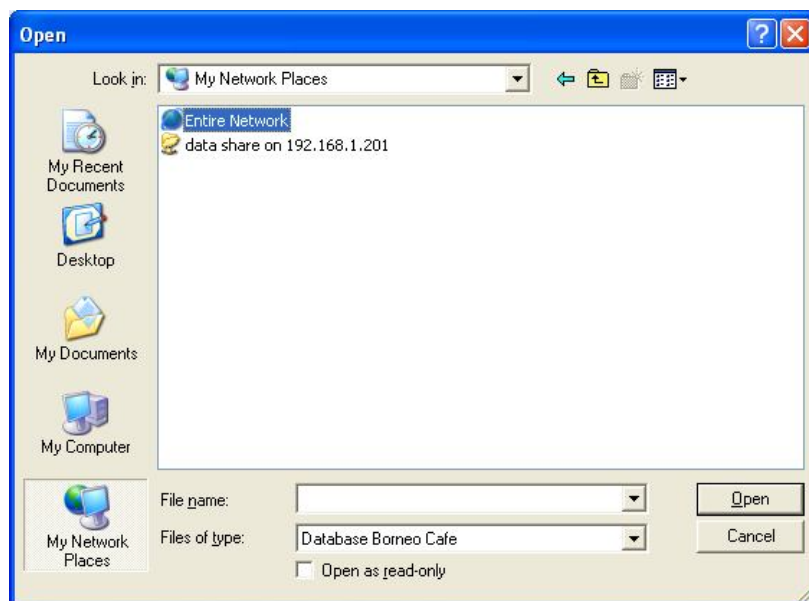 Open
Look in: My Network Places
Entire Network
data share on 192.168.1.201
My Recent
Documents
Desktop
My Documents
My Computer
My Network
Places
File name:
Open
Files of type: Database Borneo Cafe
Cancel
Open as read-only